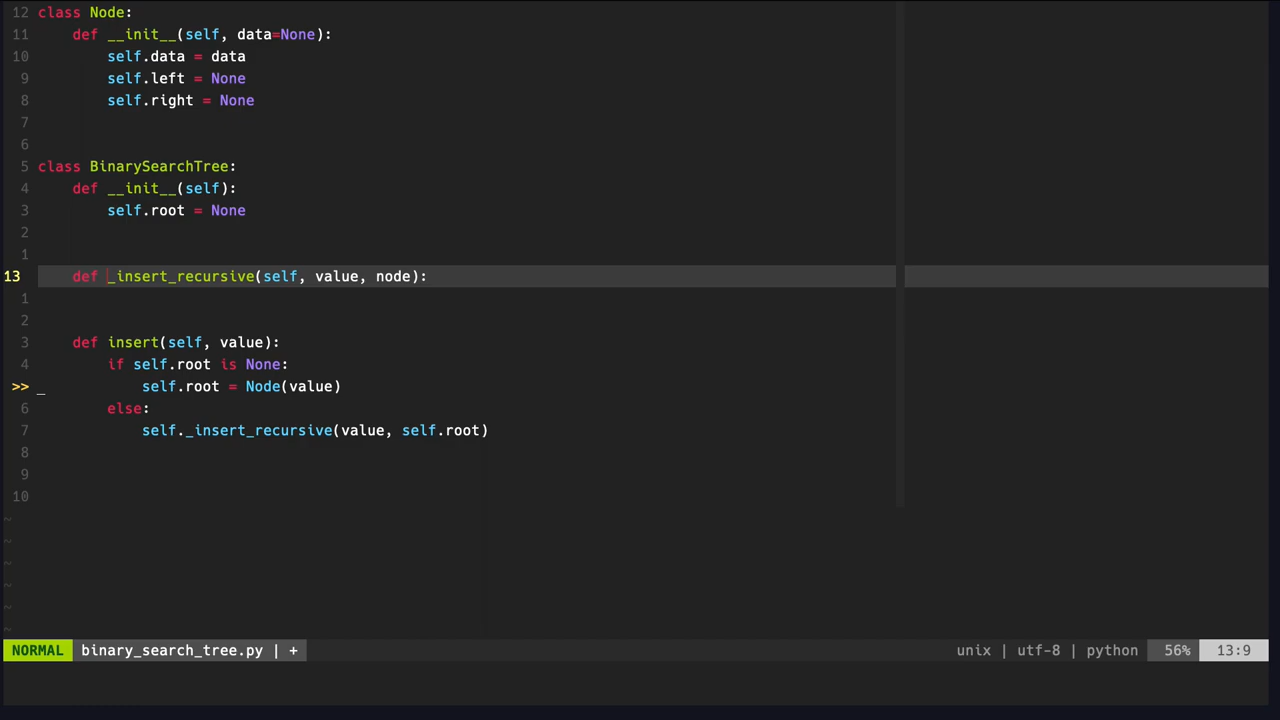 12 class Node:
11     def __init__(self, data=None):
10         self.data = data
9         self.left = None
8         self.right = None
7
6
5 class BinarySearchTree:
4     def __init__(self):
3         self.root = None
2
1
13     def _insert_recursive(self, value, node):
1
2
3     def insert(self, value):
4         if self.root is None:
>> _           self.root = Node(value)
6         else:
7             self._insert_recursive(value, self.root)
8
9
10
~
~
~
~
~
~
NORMAL binary_search_tree.py | + unix | utf-8 | python 56% 13:9